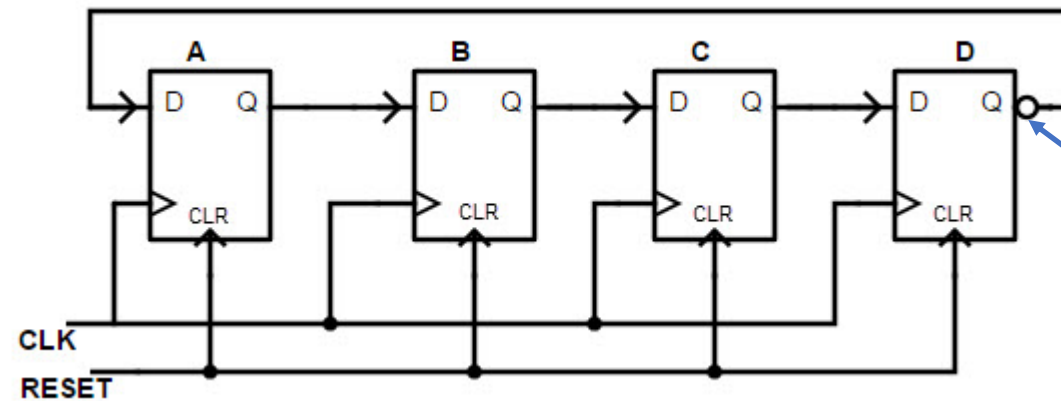 A B C D
D Q D Q D Q D Q
CLR CLR CLR CLR
CLK
RESET